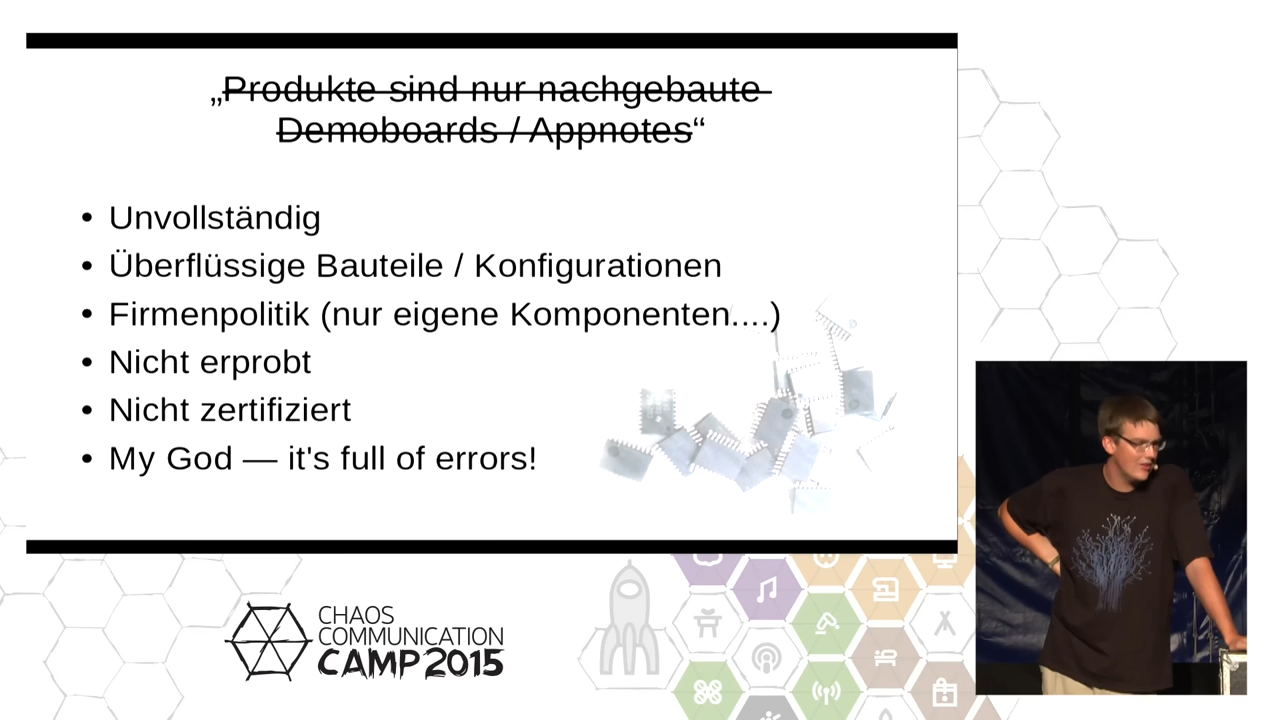 „Produkte sind nur nachgebaute
Demoboards / Appnotes“
• Unvollständig
• Überflüssige Bauteile / Konfigurationen
• Firmenpolitik (nur eigene Komponenten....)
• Nicht erprobt
• Nicht zertifiziert
• My God — it's full of errors!
CHAOS
COMMUNICATION
CAMP 2015